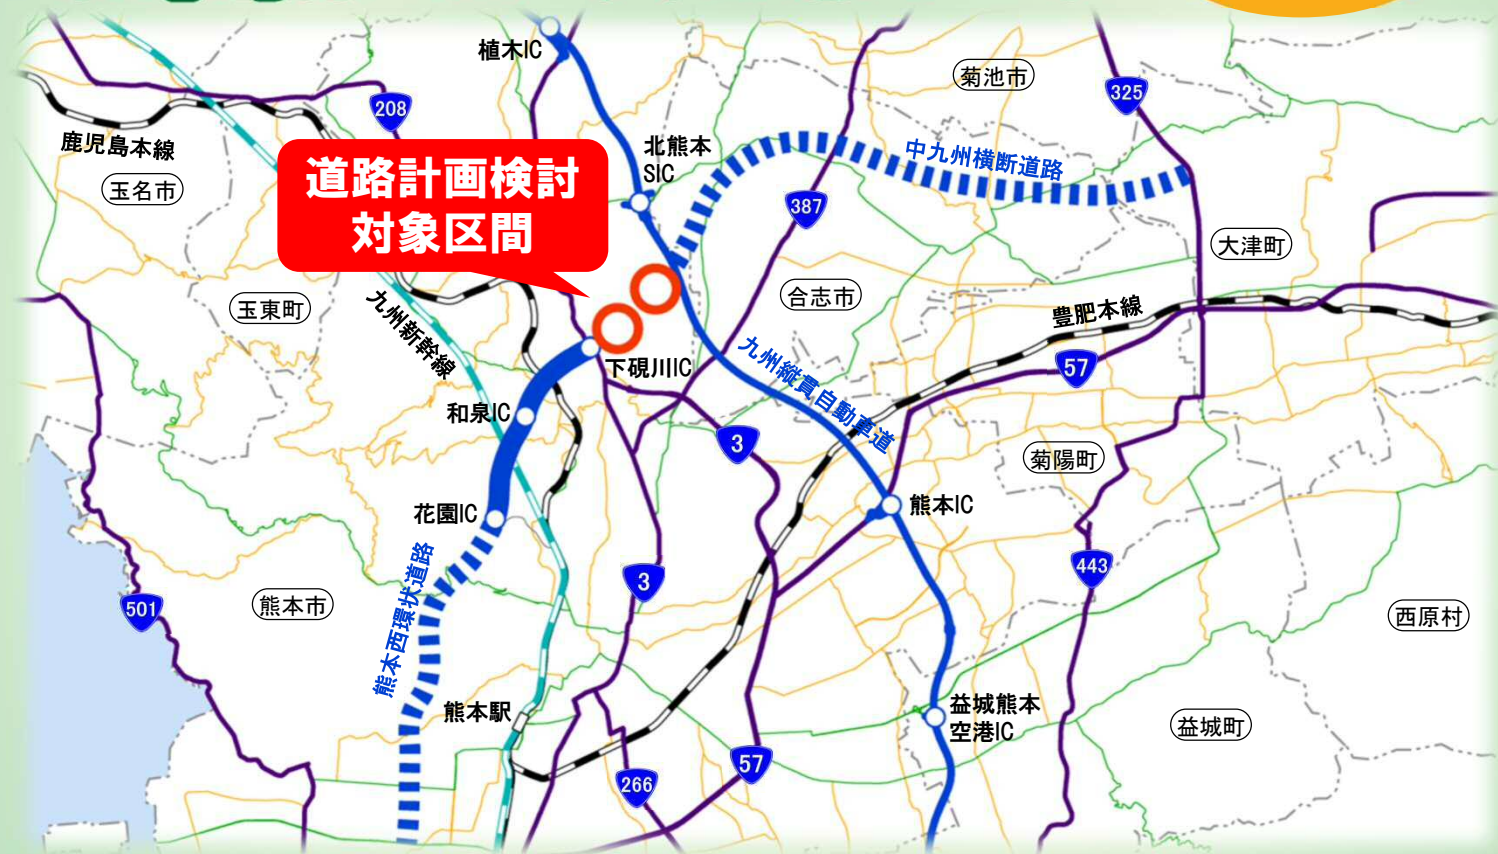 植木IC
菊池市
325
208
鹿児島本線
北熊本
SIC
中九州横断道路
道路計画検討
対象区間
玉名市
387
大津町
玉東町
九州新幹線
合志市
豊肥本線
下硯川IC
九州縦貫自動車道
57
和泉IC
3
菊陽町
花園IC
熊本IC
熊本西環状道路
3
443
501
熊本市
西原村
熊本駅
益城熊本
空港IC
益城町
57
266